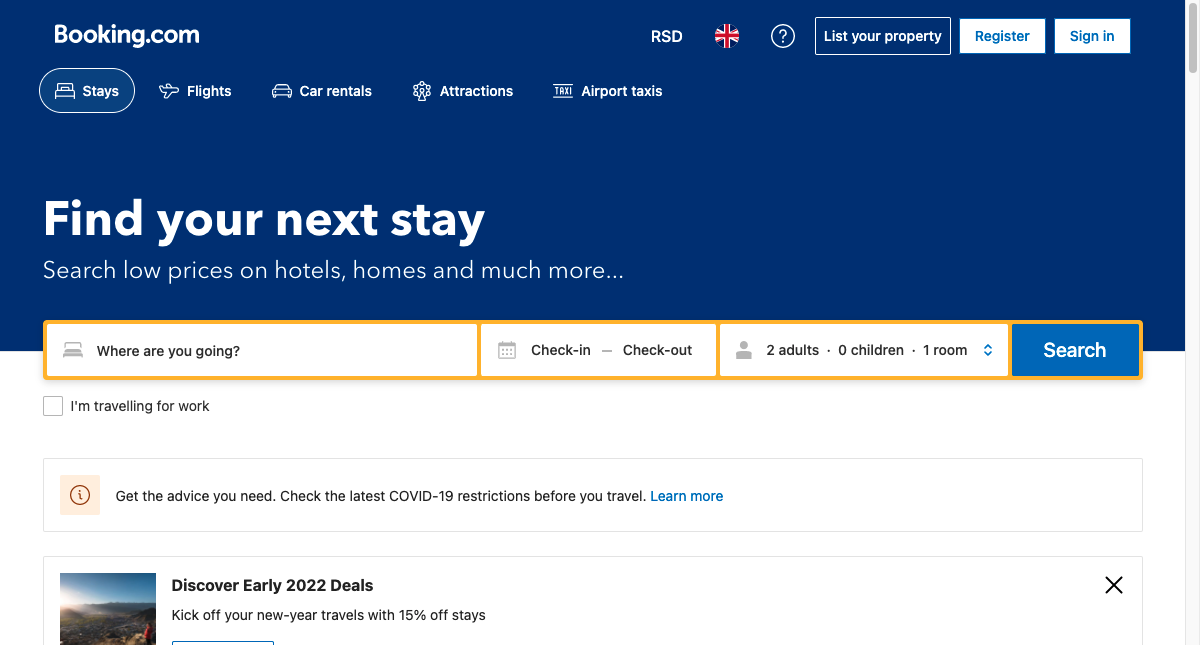 Booking.com
RSD
List your property
Register
Sign in
Stays
Flights
Car rentals
Attractions
TAXI
Airport taxis
Find your next stay
Search low prices on hotels, homes and much more...
Where are you going?
Check-in — Check-out
2 adults · 0 children · 1 room
Search
I'm travelling for work
Get the advice you need. Check the latest COVID-19 restrictions before you travel. Learn more
Discover Early 2022 Deals
Kick off your new-year travels with 15% off stays